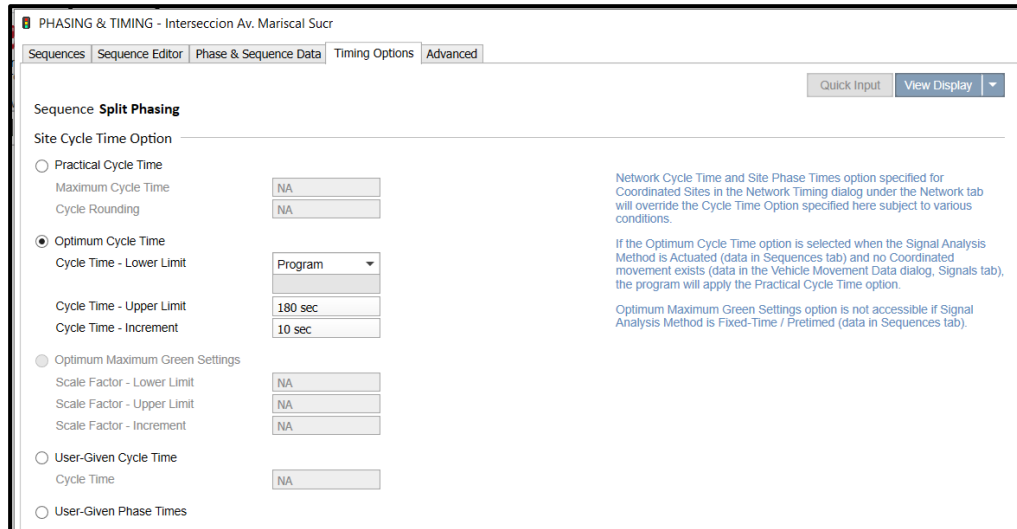 PHASING & TIMING - Interseccion Av. Mariscal Sucr
Sequences Sequence Editor Phase & Sequence Data Timing Options Advanced
Quick Input View Display
Sequence Split Phasing
Site Cycle Time Option
Practical Cycle Time
Maximum Cycle Time NA
Cycle Rounding NA
Optimum Cycle Time
Cycle Time - Lower Limit Program
Cycle Time - Upper Limit 180 sec
Cycle Time - Increment 10 sec
Optimum Maximum Green Settings
Scale Factor - Lower Limit NA
Scale Factor - Upper Limit NA
Scale Factor - Increment NA
User-Given Cycle Time
Cycle Time NA
User-Given Phase Times
Network Cycle Time and Site Phase Times option specified for
Coordinated Sites in the Network Timing dialog under the Network tab
will override the Cycle Time Option specified here subject to various
conditions.
If the Optimum Cycle Time option is selected when the Signal Analysis
Method is Actuated (data in Sequences tab) and no Coordinated
movement exists (data in the Vehicle Movement Data dialog, Signals tab),
the program will apply the Practical Cycle Time option.
Optimum Maximum Green Settings option is not accessible if Signal
Analysis Method is Fixed-Time / Pretimed (data in Sequences tab).